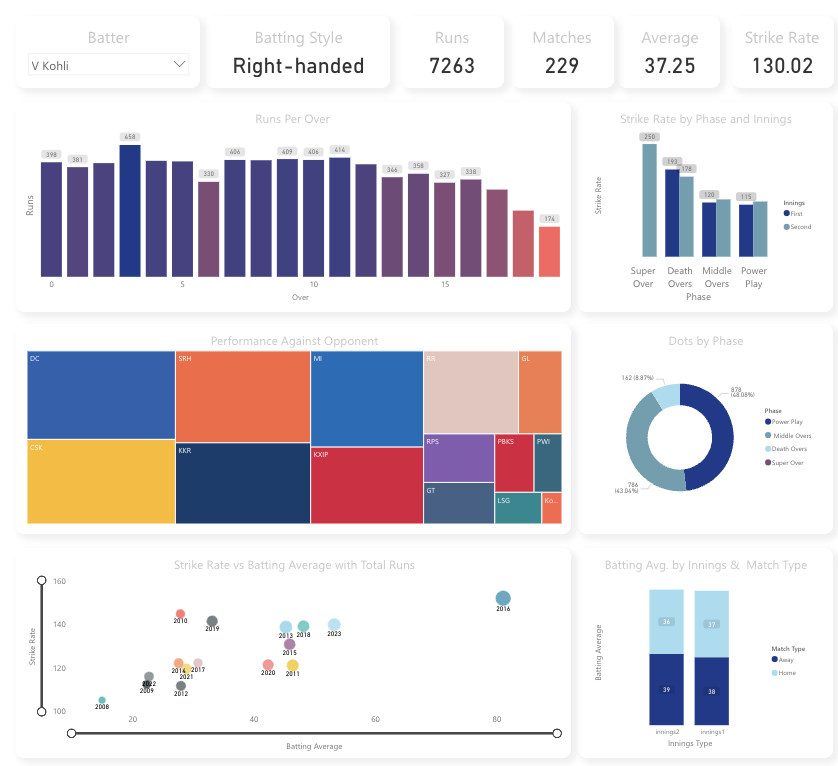 Batter
V Kohli
Batting Style
Right-handed
Runs
7263
Matches
229
Average
37.25
Strike Rate
130.02
Runs Per Over
Runs
398
381
458
330
406
409
406
414
346
358
327
338
174
0
5
10
15
Over
Strike Rate by Phase and Innings
Strike Rate
250
193
178
120
115
Super Over
Death Overs
Middle Overs
Power Play
Phase
Innings
First
Second
Performance Against Opponent
DC
CSK
SRH
KKR
MI
KXIP
RR
GL
RPS
GT
PBKS
PWI
LSG
Ko...
Dots by Phase
162 (8.87%)
878
(48.08%)
786
(43.04%)
Phase
Power Play
Middle Overs
Death Overs
Super Over
Strike Rate vs Batting Average with Total Runs
Strike Rate
160
140
120
100
2016
2010
2019
2013
2018
2023
2015
2014
2017
2021
2020
2011
2022
2009
2012
2008
20
40
60
80
Batting Average
Batting Avg. by Innings & Match Type
Batting Average
36
37
39
38
innings2
innings1
Innings Type
Match Type
Away
Home